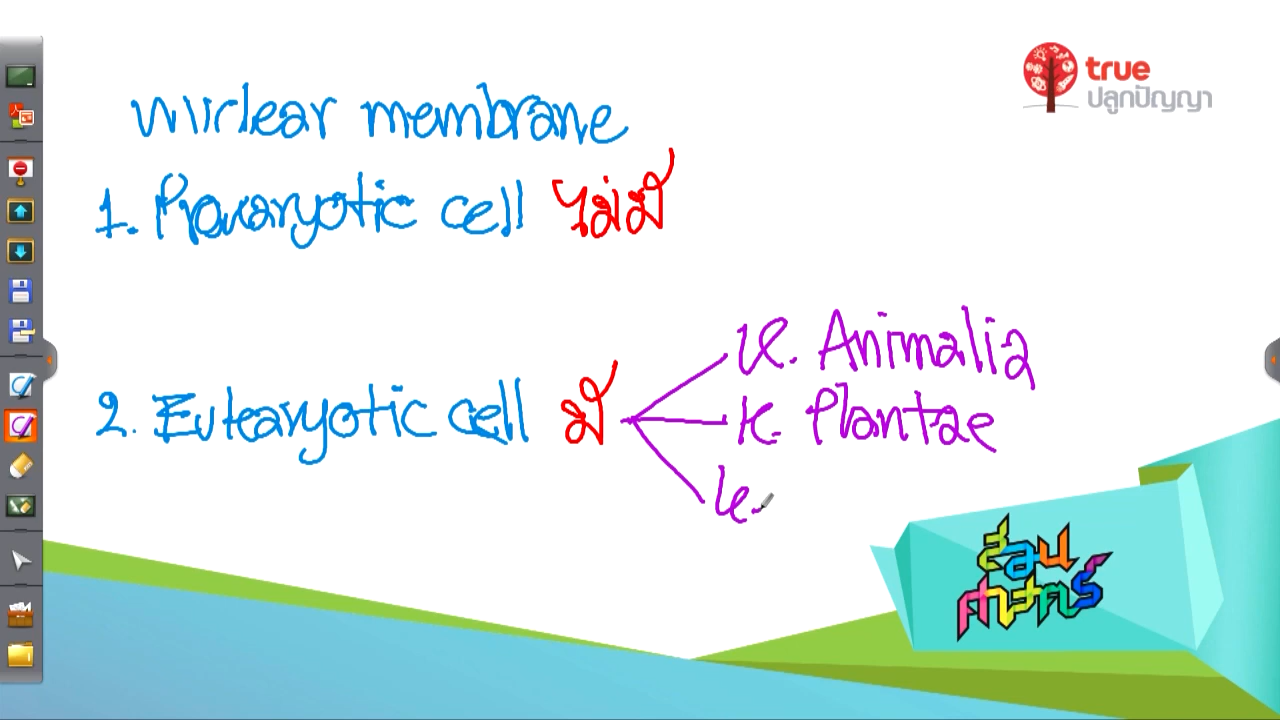 true
ปลูกปัญญา
Nuclear membrane
1. Prokaryotic cell ไม่มี
K. Animalia
2. Eukaryotic cell มี
K. Plantae
K.
สอน
ศาสตร์